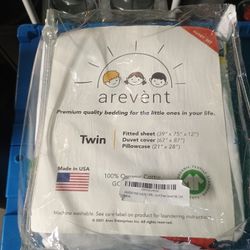 arevènt
Premium quality bedding for the little ones in your life.
Twin
Fitted sheet (39" x 75" x 12")
Duvet cover (67" x 87")
Pillowcase (21" x 28")
Made in USA
100% Organic Cotton
GO
Machine washable. See care label on product for laundering instructions.